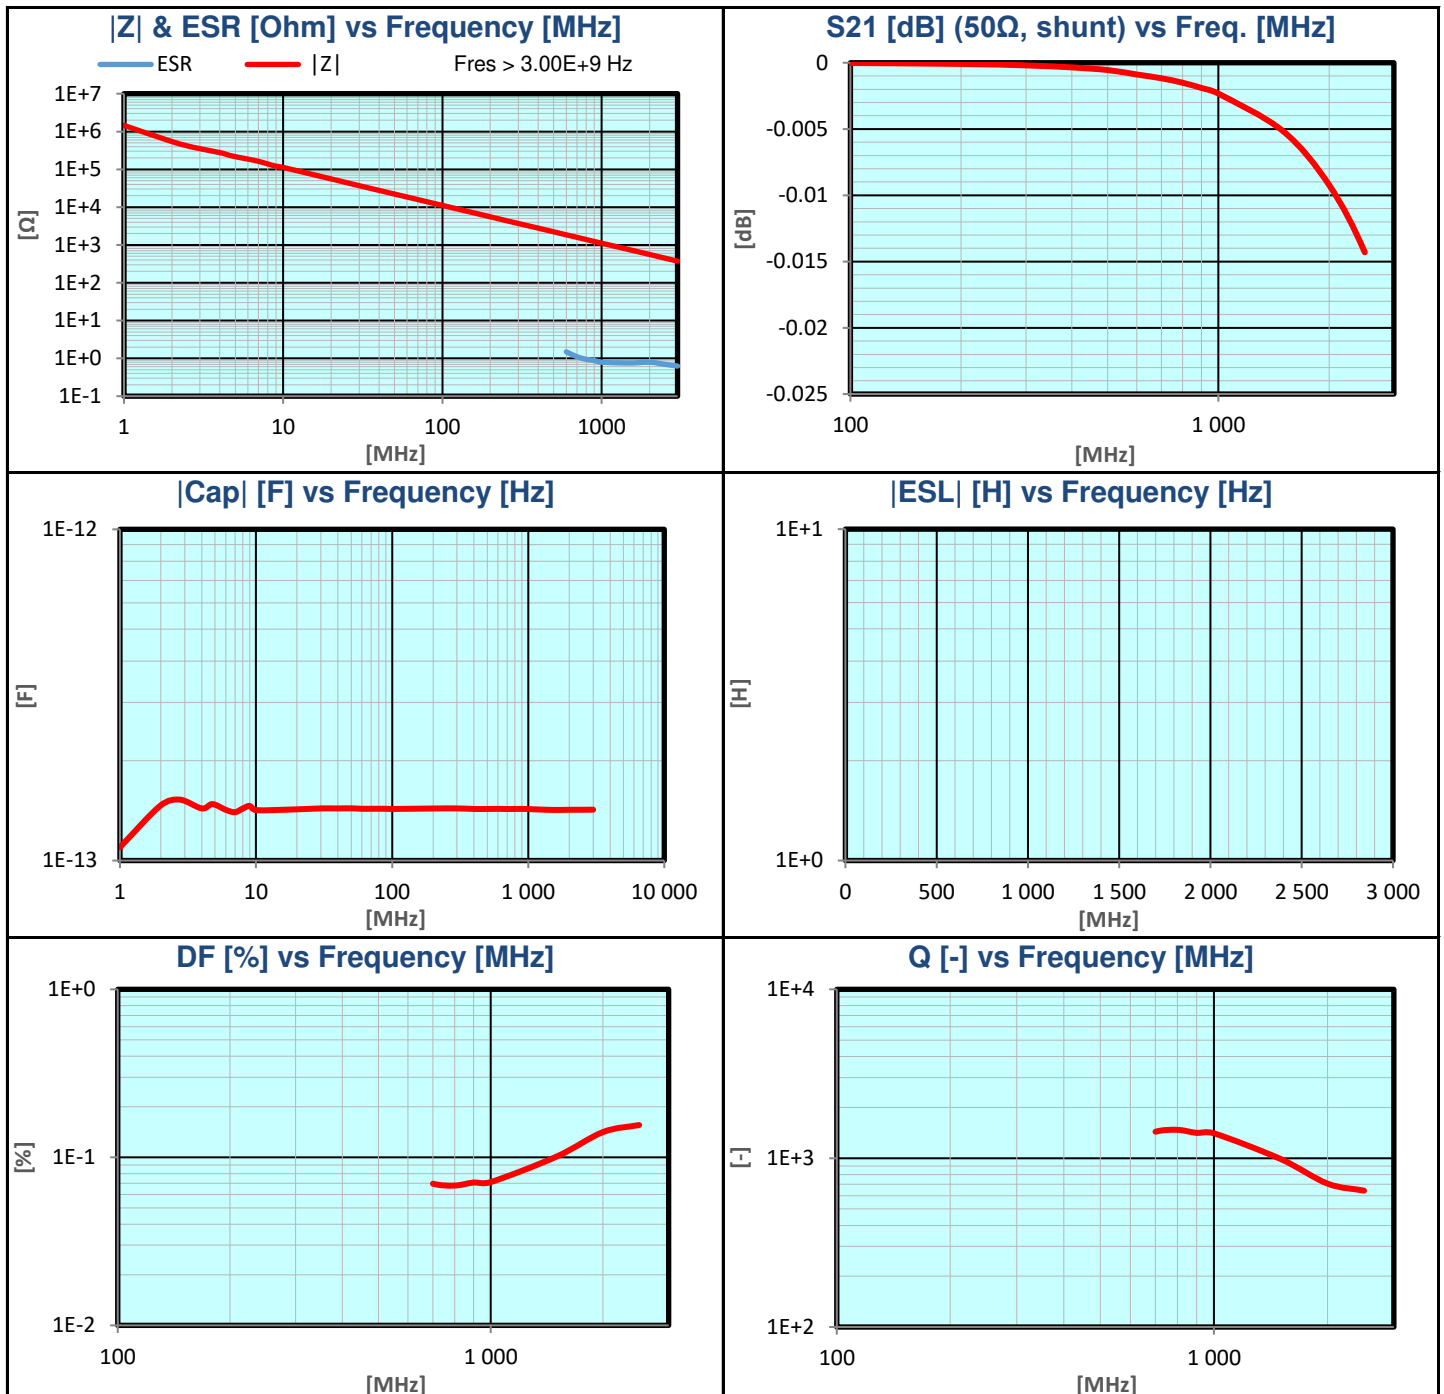 |Z| & ESR [Ohm] vs Frequency [MHz]
ESR |Z| Fres > 3.00E+9 Hz
1E+7
1E+6
1E+5
1E+4
1E+3
1E+2
1E+1
1E+0
1E-1
[Ω]
1 10 100 1000
[MHz]
S21 [dB] (50Ω, shunt) vs Freq. [MHz]
0
-0.005
-0.01
-0.015
-0.02
-0.025
[dB]
100 1 000
[MHz]
|Cap| [F] vs Frequency [Hz]
1E-12
1E-13
[F]
1 10 100 1 000 10 000
[MHz]
|ESL| [H] vs Frequency [Hz]
1E+1
1E+0
[H]
0 500 1 000 1 500 2 000 2 500 3 000
[MHz]
DF [%] vs Frequency [MHz]
1E+0
1E-1
1E-2
[%]
100 1 000
[MHz]
Q [-] vs Frequency [MHz]
1E+4
1E+3
1E+2
[-]
100 1 000
[MHz]